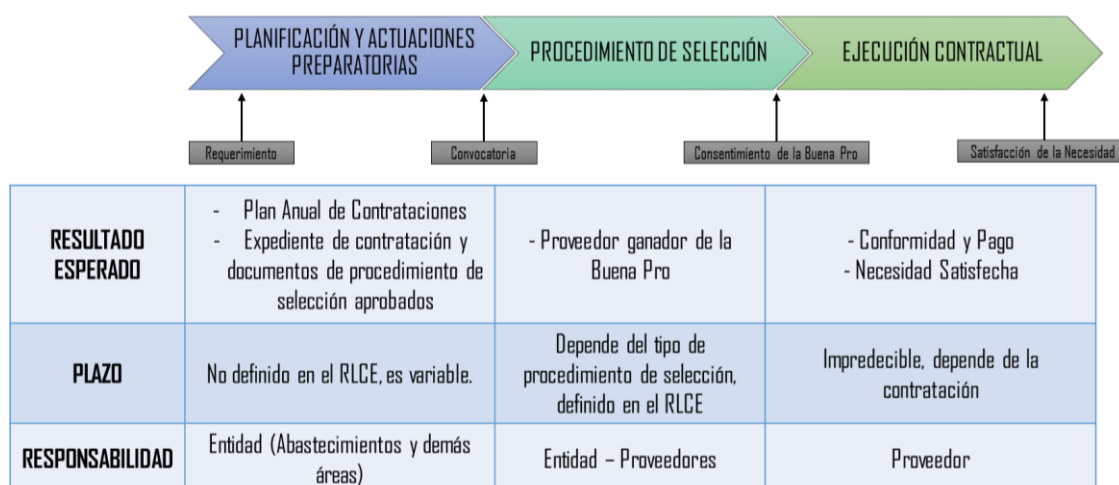 PLANIFICACIÓN Y ACTUACIONES
PREPARATORIAS
PROCEDIMIENTO DE SELECCIÓN
EJECUCIÓN CONTRACTUAL
Requerimiento
Convocatoria
Consentimiento de la Buena Pro
Satisfacción de la Necesidad
RESULTADO
ESPERADO
- Plan Anual de Contrataciones
- Expediente de contratación y
documentos de procedimiento de
selección aprobados
- Proveedor ganador de la
Buena Pro
- Conformidad y Pago
- Necesidad Satisfecha
PLAZO
No definido en el RLCE, es variable.
Depende del tipo de
procedimiento de selección,
definido en el RLCE
Impredecible, depende de la
contratación
RESPONSABILIDAD
Entidad (Abastecimientos y demás
áreas)
Entidad – Proveedores
Proveedor